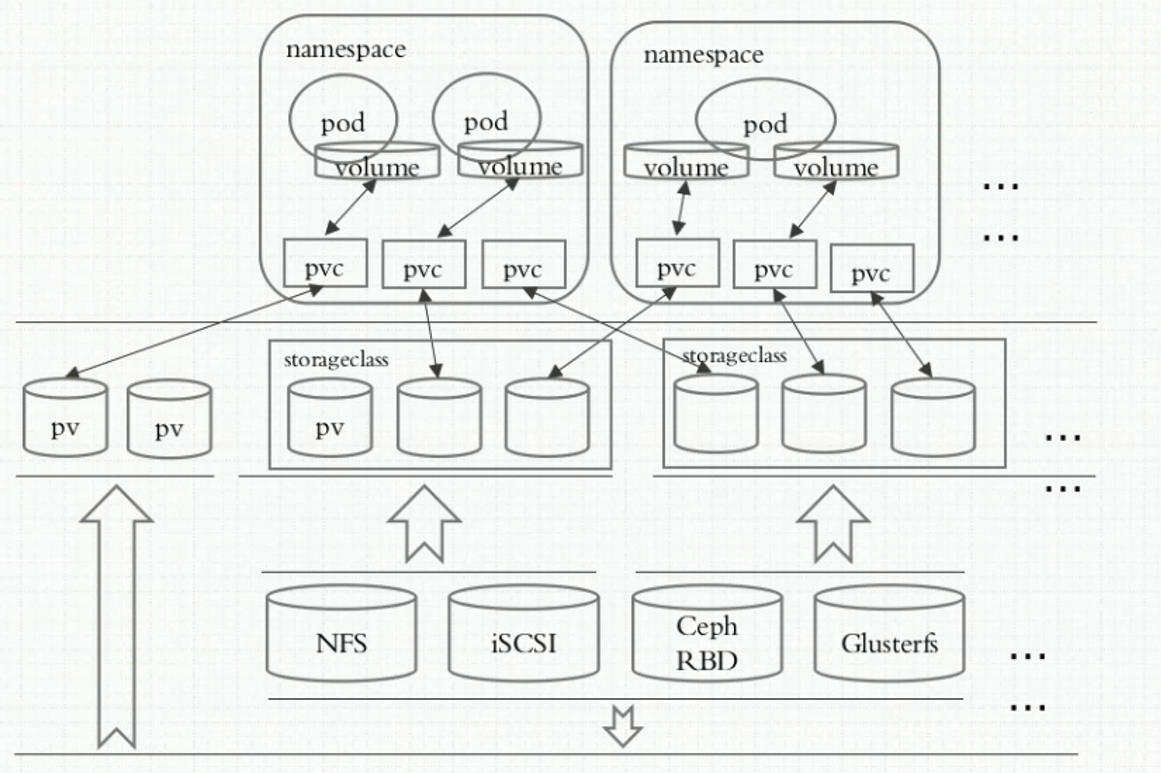 namespace
namespace
pod
pod
pod
volume
volume
volume
volume
...
...
pvc
pvc
pvc
pvc
pvc
pvc
storageclass
storageclass
pv
pv
pv
...
...
NFS
iSCSI
Ceph
RBD
Glusterfs
...
...